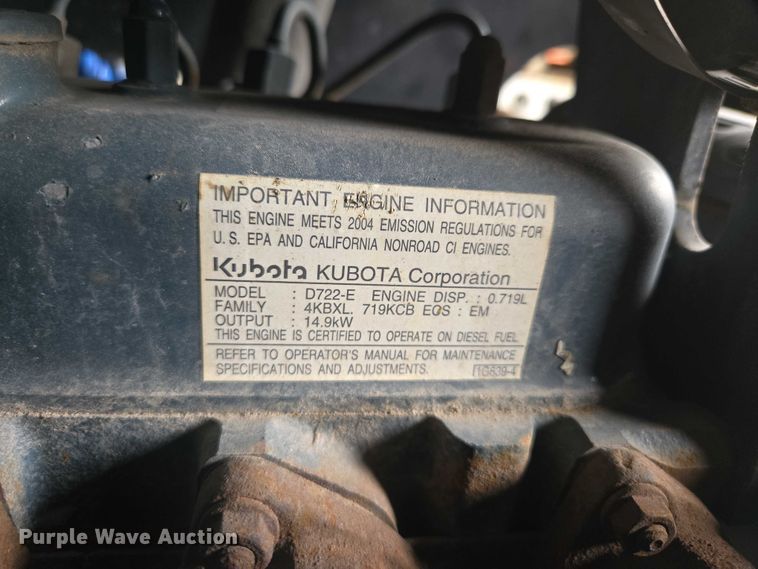 IMPORTANT ENGINE INFORMATION
THIS ENGINE MEETS 2004 EMISSION REGULATIONS FOR
U. S. EPA AND CALIFORNIA NONROAD CI ENGINES.
Kubota KUBOTA Corporation
MODEL : D722-E ENGINE DISP. : 0.719L
FAMILY : 4KBXL. 719KCB ECS : EM
OUTPUT : 14.9kW
THIS ENGINE IS CERTIFIED TO OPERATE ON DIESEL FUEL.
REFER TO OPERATOR'S MANUAL FOR MAINTENANCE
SPECIFICATIONS AND ADJUSTMENTS. 1G839-4
Purple Wave Auction